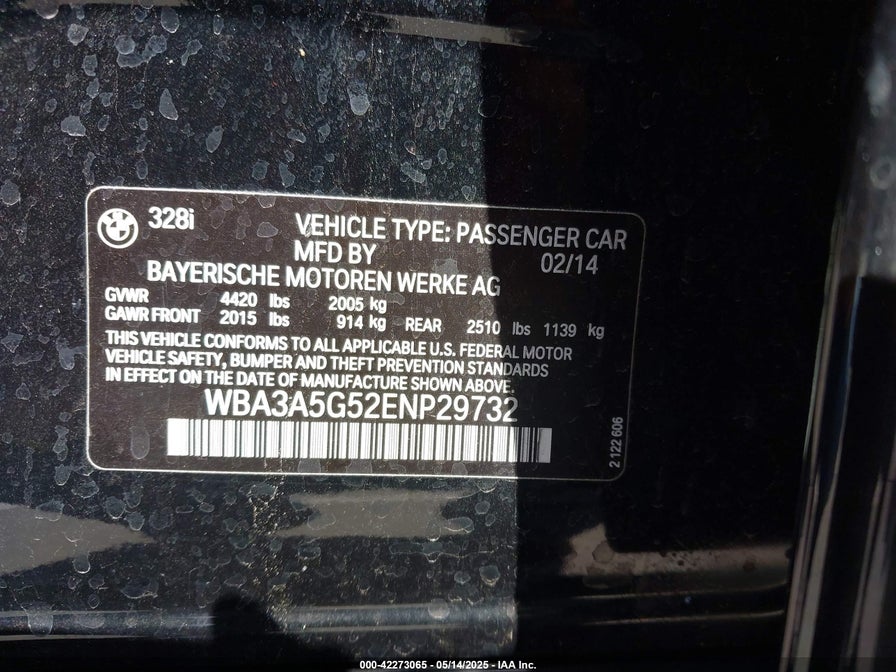 328i VEHICLE TYPE: PASSENGER CAR
MFD BY 02/14
BAYERISCHE MOTOREN WERKE AG
GVWR 4420 lbs 2005 kg
GAWR FRONT 2015 lbs 914 kg REAR 2510 lbs 1139 kg
THIS VEHICLE CONFORMS TO ALL APPLICABLE U.S. FEDERAL MOTOR
VEHICLE SAFETY, BUMPER AND THEFT PREVENTION STANDARDS
IN EFFECT ON THE DATE OF MANUFACTURE SHOWN ABOVE.
WBA3A5G52ENP29732
2 122 606
000-42273065 - 05/14/2025 - IAA Inc.